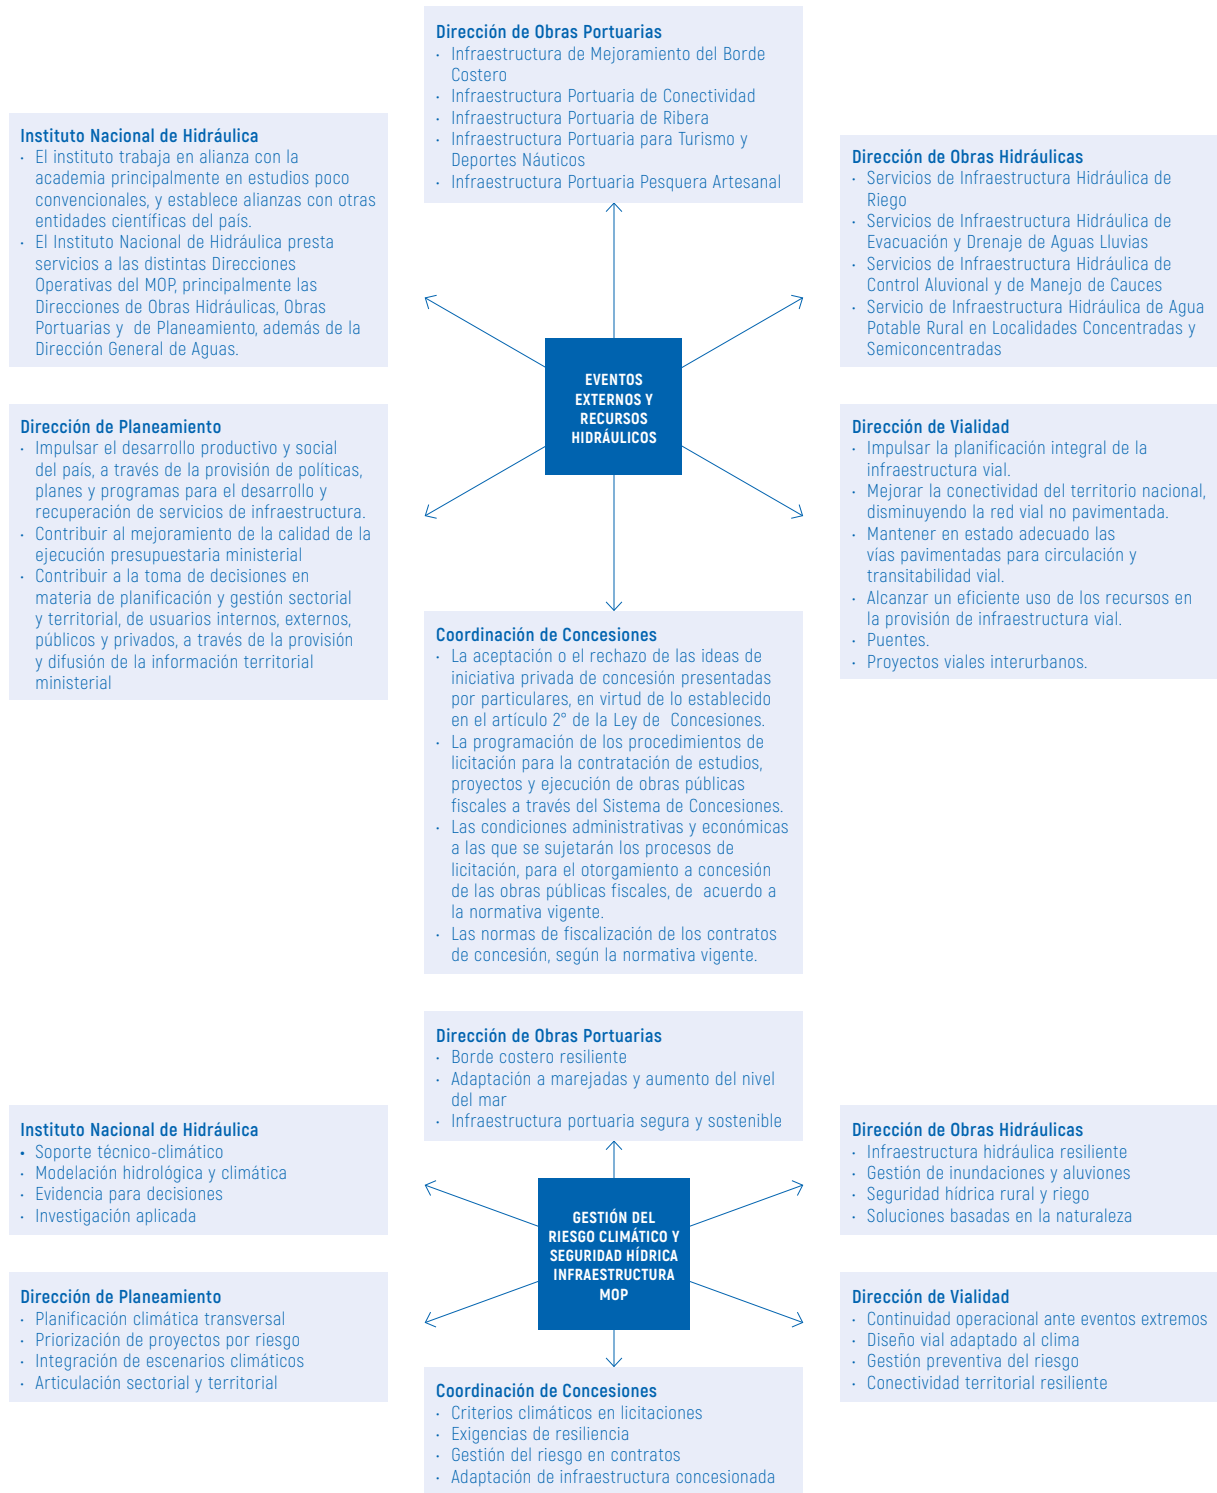 Dirección de Obras Portuarias
· Infraestructura de Mejoramiento del Borde
Costero
· Infraestructura Portuaria de Conectividad
· Infraestructura Portuaria de Ribera
· Infraestructura Portuaria para Turismo y
Deportes Náuticos
· Infraestructura Portuaria Pesquera Artesanal
Instituto Nacional de Hidráulica
· El instituto trabaja en alianza con la
academia principalmente en estudios poco
convencionales, y establece alianzas con otras
entidades científicas del país.
· El Instituto Nacional de Hidráulica presta
servicios a las distintas Direcciones
Operativas del MOP, principalmente las
Direcciones de Obras Hidráulicas, Obras
Portuarias y de Planeamiento, además de la
Dirección General de Aguas.
Dirección de Obras Hidráulicas
· Servicios de Infraestructura Hidráulica de
Riego
· Servicios de Infraestructura Hidráulica de
Evacuación y Drenaje de Aguas Lluvias
· Servicios de Infraestructura Hidráulica de
Control Aluvional y de Manejo de Cauces
· Servicio de Infraestructura Hidráulica de Agua
Potable Rural en Localidades Concentradas y
Semiconcentradas
EVENTOS
EXTERNOS Y
RECURSOS
HIDRÁULICOS
Dirección de Planeamiento
· Impulsar el desarrollo productivo y social
del país, a través de la provisión de políticas,
planes y programas para el desarrollo y
recuperación de servicios de infraestructura.
· Contribuir al mejoramiento de la calidad de la
ejecución presupuestaria ministerial
· Contribuir a la toma de decisiones en
materia de planificación y gestión sectorial
y territorial, de usuarios internos, externos,
públicos y privados, a través de la provisión
y difusión de la información territorial
ministerial
Dirección de Vialidad
· Impulsar la planificación integral de la
infraestructura vial.
· Mejorar la conectividad del territorio nacional,
disminuyendo la red vial no pavimentada.
· Mantener en estado adecuado las
vías pavimentadas para circulación y
transitabilidad vial.
· Alcanzar un eficiente uso de los recursos en
la provisión de infraestructura vial.
· Puentes.
· Proyectos viales interurbanos.
Coordinación de Concesiones
· La aceptación o el rechazo de las ideas de
iniciativa privada de concesión presentadas
por particulares, en virtud de lo establecido
en el artículo 2° de la Ley de Concesiones.
· La programación de los procedimientos de
licitación para la contratación de estudios,
proyectos y ejecución de obras públicas
fiscales a través del Sistema de Concesiones.
· Las condiciones administrativas y económicas
a las que se sujetarán los procesos de
licitación, para el otorgamiento a concesión
de las obras públicas fiscales, de acuerdo a
la normativa vigente.
· Las normas de fiscalización de los contratos
de concesión, según la normativa vigente.
Dirección de Obras Portuarias
· Borde costero resiliente
· Adaptación a marejadas y aumento del nivel
del mar
· Infraestructura portuaria segura y sostenible
Instituto Nacional de Hidráulica
· Soporte técnico-climático
· Modelación hidrológica y climática
· Evidencia para decisiones
· Investigación aplicada
Dirección de Obras Hidráulicas
· Infraestructura hidráulica resiliente
· Gestión de inundaciones y aluviones
· Seguridad hídrica rural y riego
· Soluciones basadas en la naturaleza
GESTIÓN DEL
RIESGO CLIMÁTICO Y
SEGURIDAD HÍDRICA
INFRAESTRUCTURA
MOP
Dirección de Planeamiento
· Planificación climática transversal
· Priorización de proyectos por riesgo
· Integración de escenarios climáticos
· Articulación sectorial y territorial
Dirección de Vialidad
· Continuidad operacional ante eventos extremos
· Diseño vial adaptado al clima
· Gestión preventiva del riesgo
· Conectividad territorial resiliente
Coordinación de Concesiones
· Criterios climáticos en licitaciones
· Exigencias de resiliencia
· Gestión del riesgo en contratos
· Adaptación de infraestructura concesionada